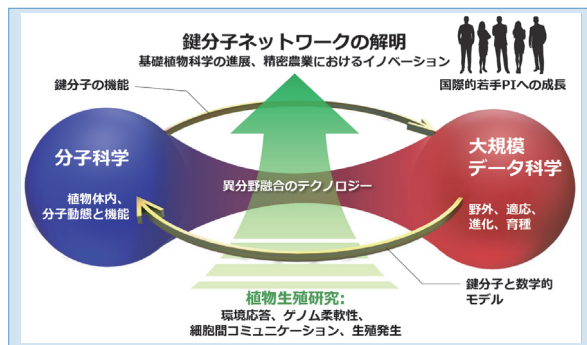 鍵分子ネットワークの解明
基礎植物科学の進展、精密農業におけるイノベーション
国際的若手PIへの成長
鍵分子の機能
分子科学
植物体内、
分子動態と機能
異分野融合のテクノロジー
大規模
データ科学
野外、適応、
進化、育種
鍵分子と数学的
モデル
植物生殖研究:
環境応答、ゲノム柔軟性、
細胞間コミュニケーション、生殖発生